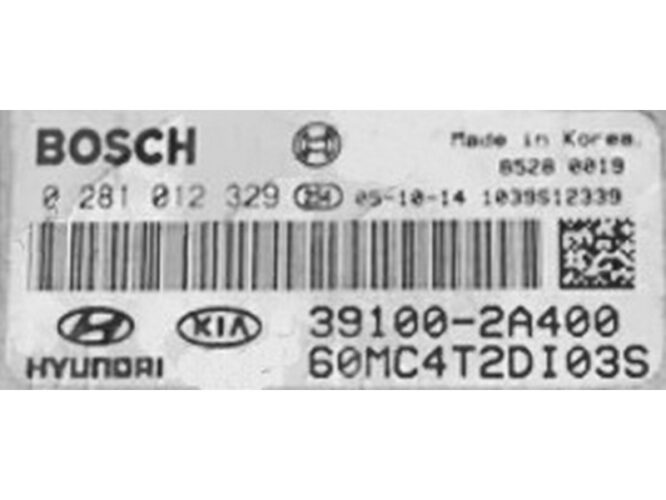 BOSCH
Made in Korea.
8528 0019
0 281 012 329 05-10-14 1039S12339
KIA 39100-2A400
HYUNDAI 60MC4T2DI03S